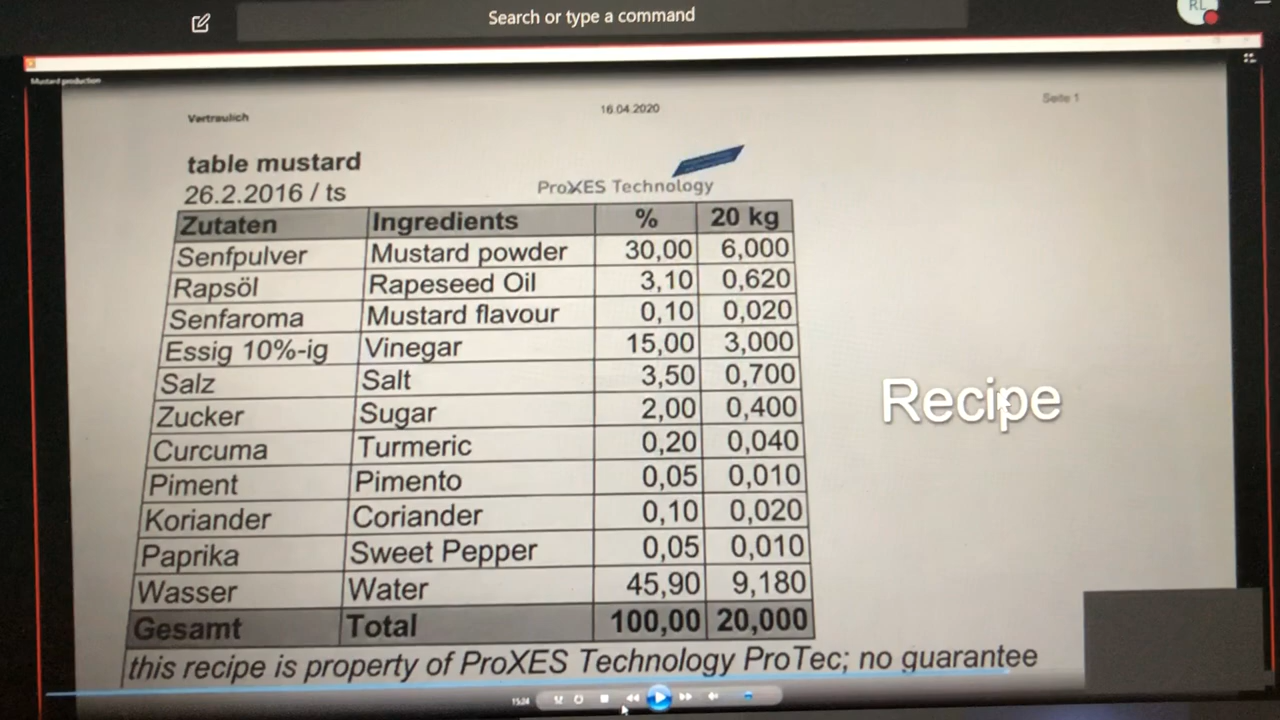 Search or type a command
RL
Mustard production
Vertraulich 16.04.2020 Seite 1
table mustard
26.2.2016 / ts
ProXES Technology
Zutaten Ingredients % 20 kg
Senfpulver Mustard powder 30,00 6,000
Rapsöl Rapeseed Oil 3,10 0,620
Senfaroma Mustard flavour 0,10 0,020
Essig 10%-ig Vinegar 15,00 3,000
Salz Salt 3,50 0,700
Zucker Sugar 2,00 0,400
Curcuma Turmeric 0,20 0,040
Piment Pimento 0,05 0,010
Koriander Coriander 0,10 0,020
Paprika Sweet Pepper 0,05 0,010
Wasser Water 45,90 9,180
Gesamt Total 100,00 20,000
this recipe is property of ProXES Technology ProTec; no guarantee
Recipe
15:24